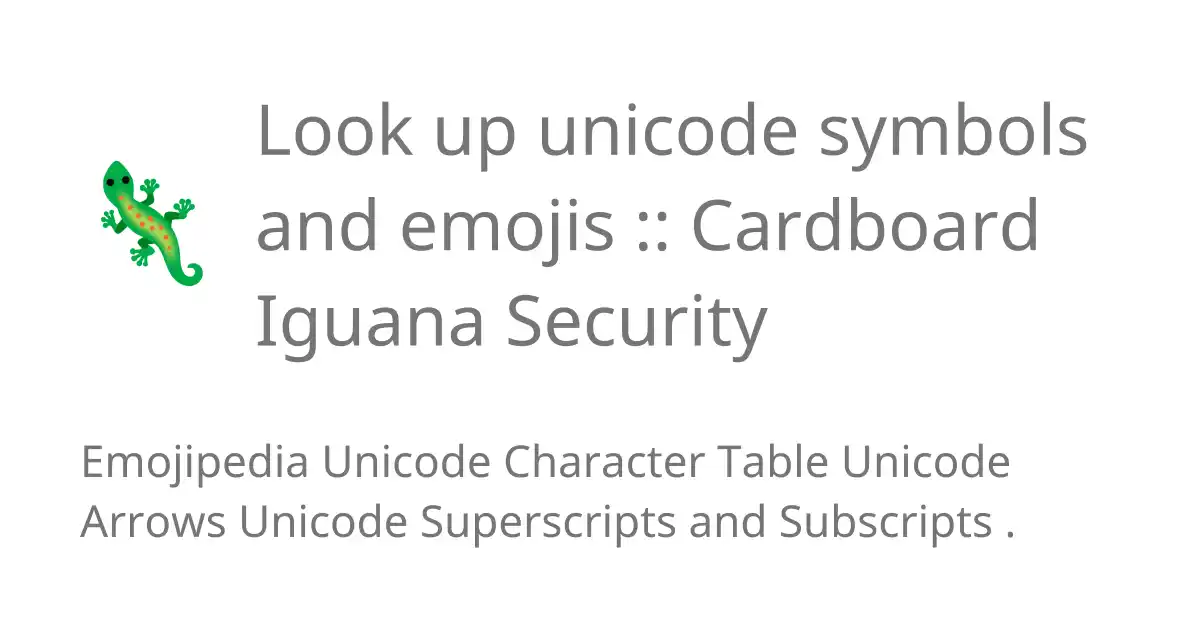 Look up unicode symbols
and emojis :: Cardboard
Iguana Security
Emojipedia Unicode Character Table Unicode
Arrows Unicode Superscripts and Subscripts .